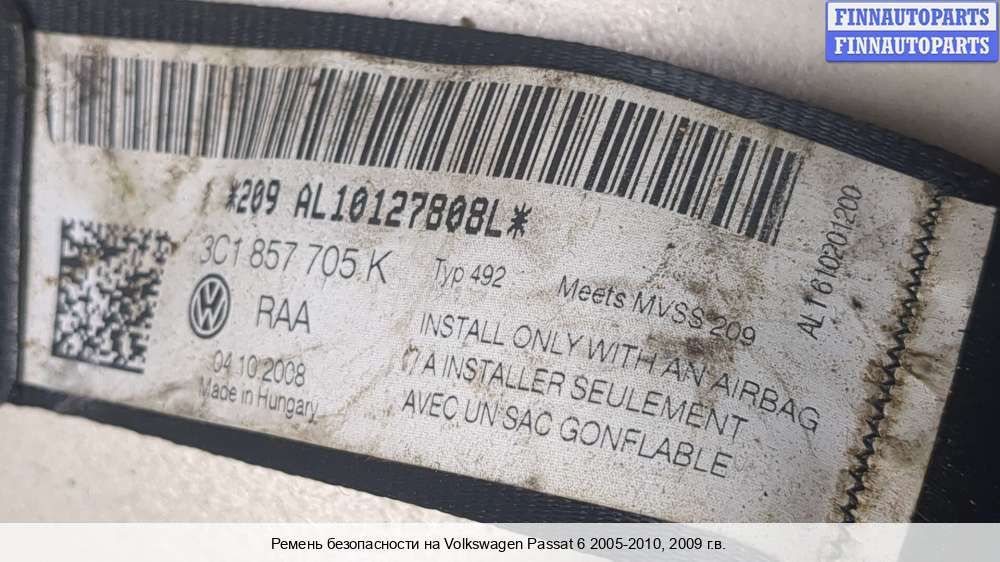 FINNAUTOPARTS
FINNAUTOPARTS
*209 AL10127808L*
3C1 857 705 K
Typ 492
Meets MVSS 209
RAA
04.10.2008
Made in Hungary
INSTALL ONLY WITH AN AIRBAG
/ A INSTALLER SEULEMENT
AVEC UN SAC GONFLABLE
AL1 610201200
Ремень безопасности на Volkswagen Passat 6 2005-2010, 2009 г.в.